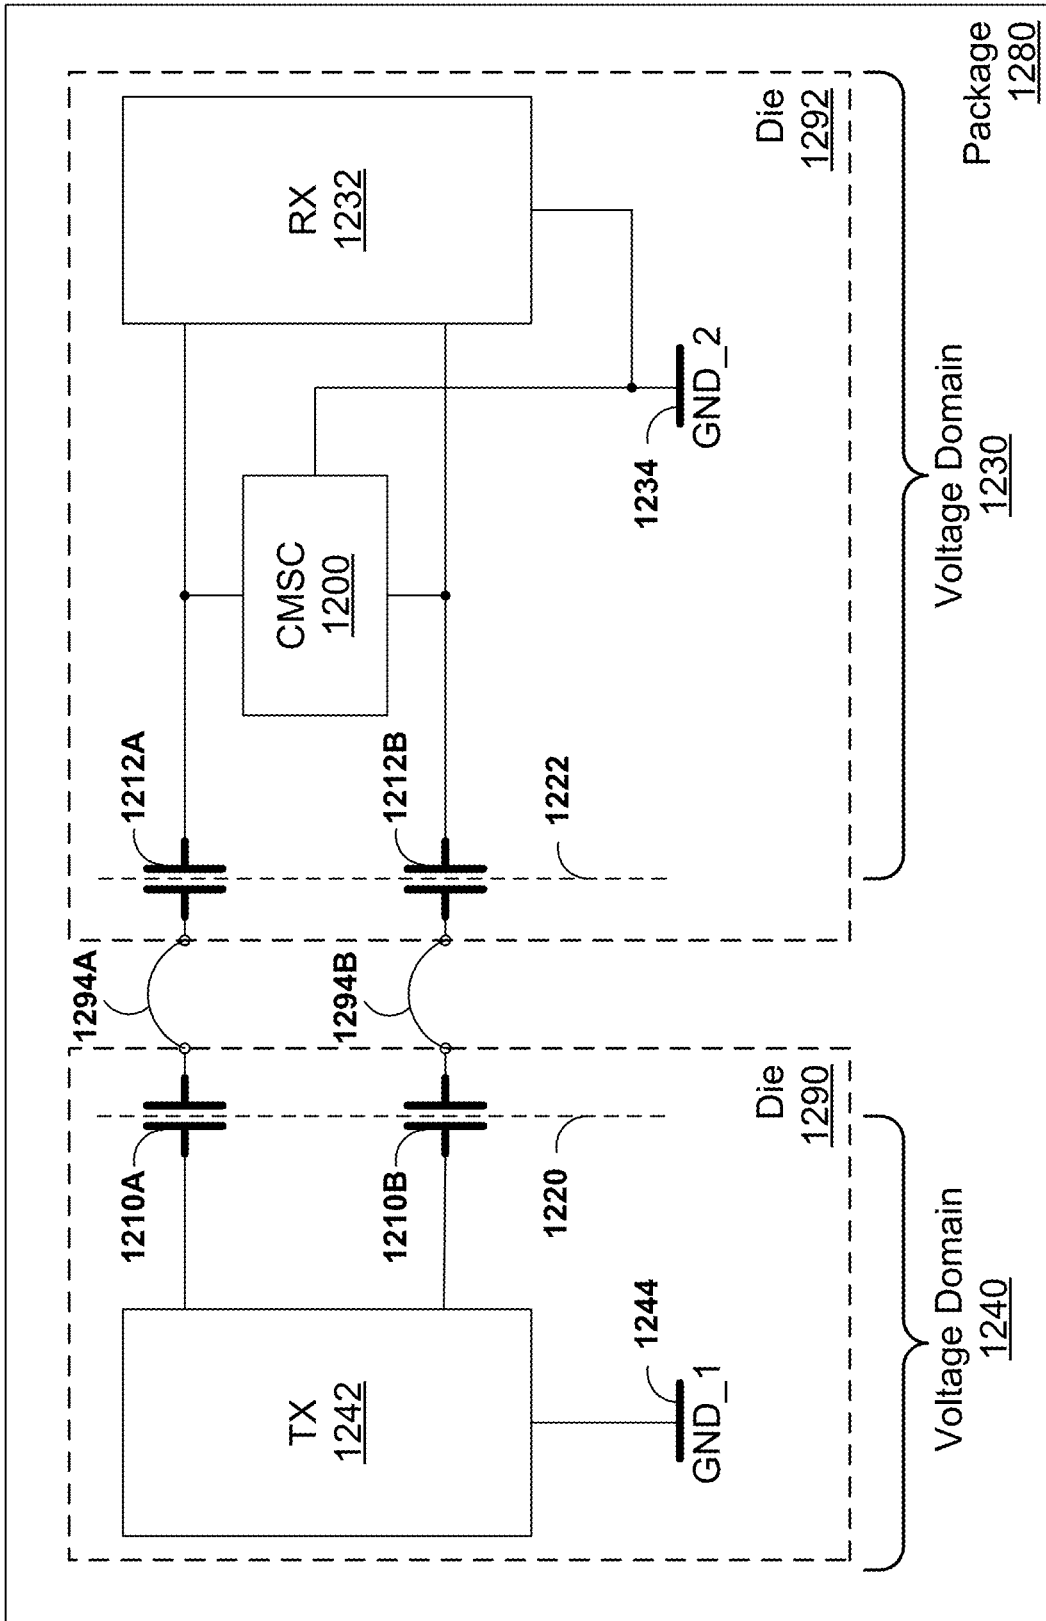 Package
1280
Die
1290
Die
1292
TX
1242
RX
1232
CMSC
1200
1210A
1210B
1212A
1212B
1294A
1294B
1220
1222
1244
GND_1
1234
GND_2
Voltage Domain
1240
Voltage Domain
1230